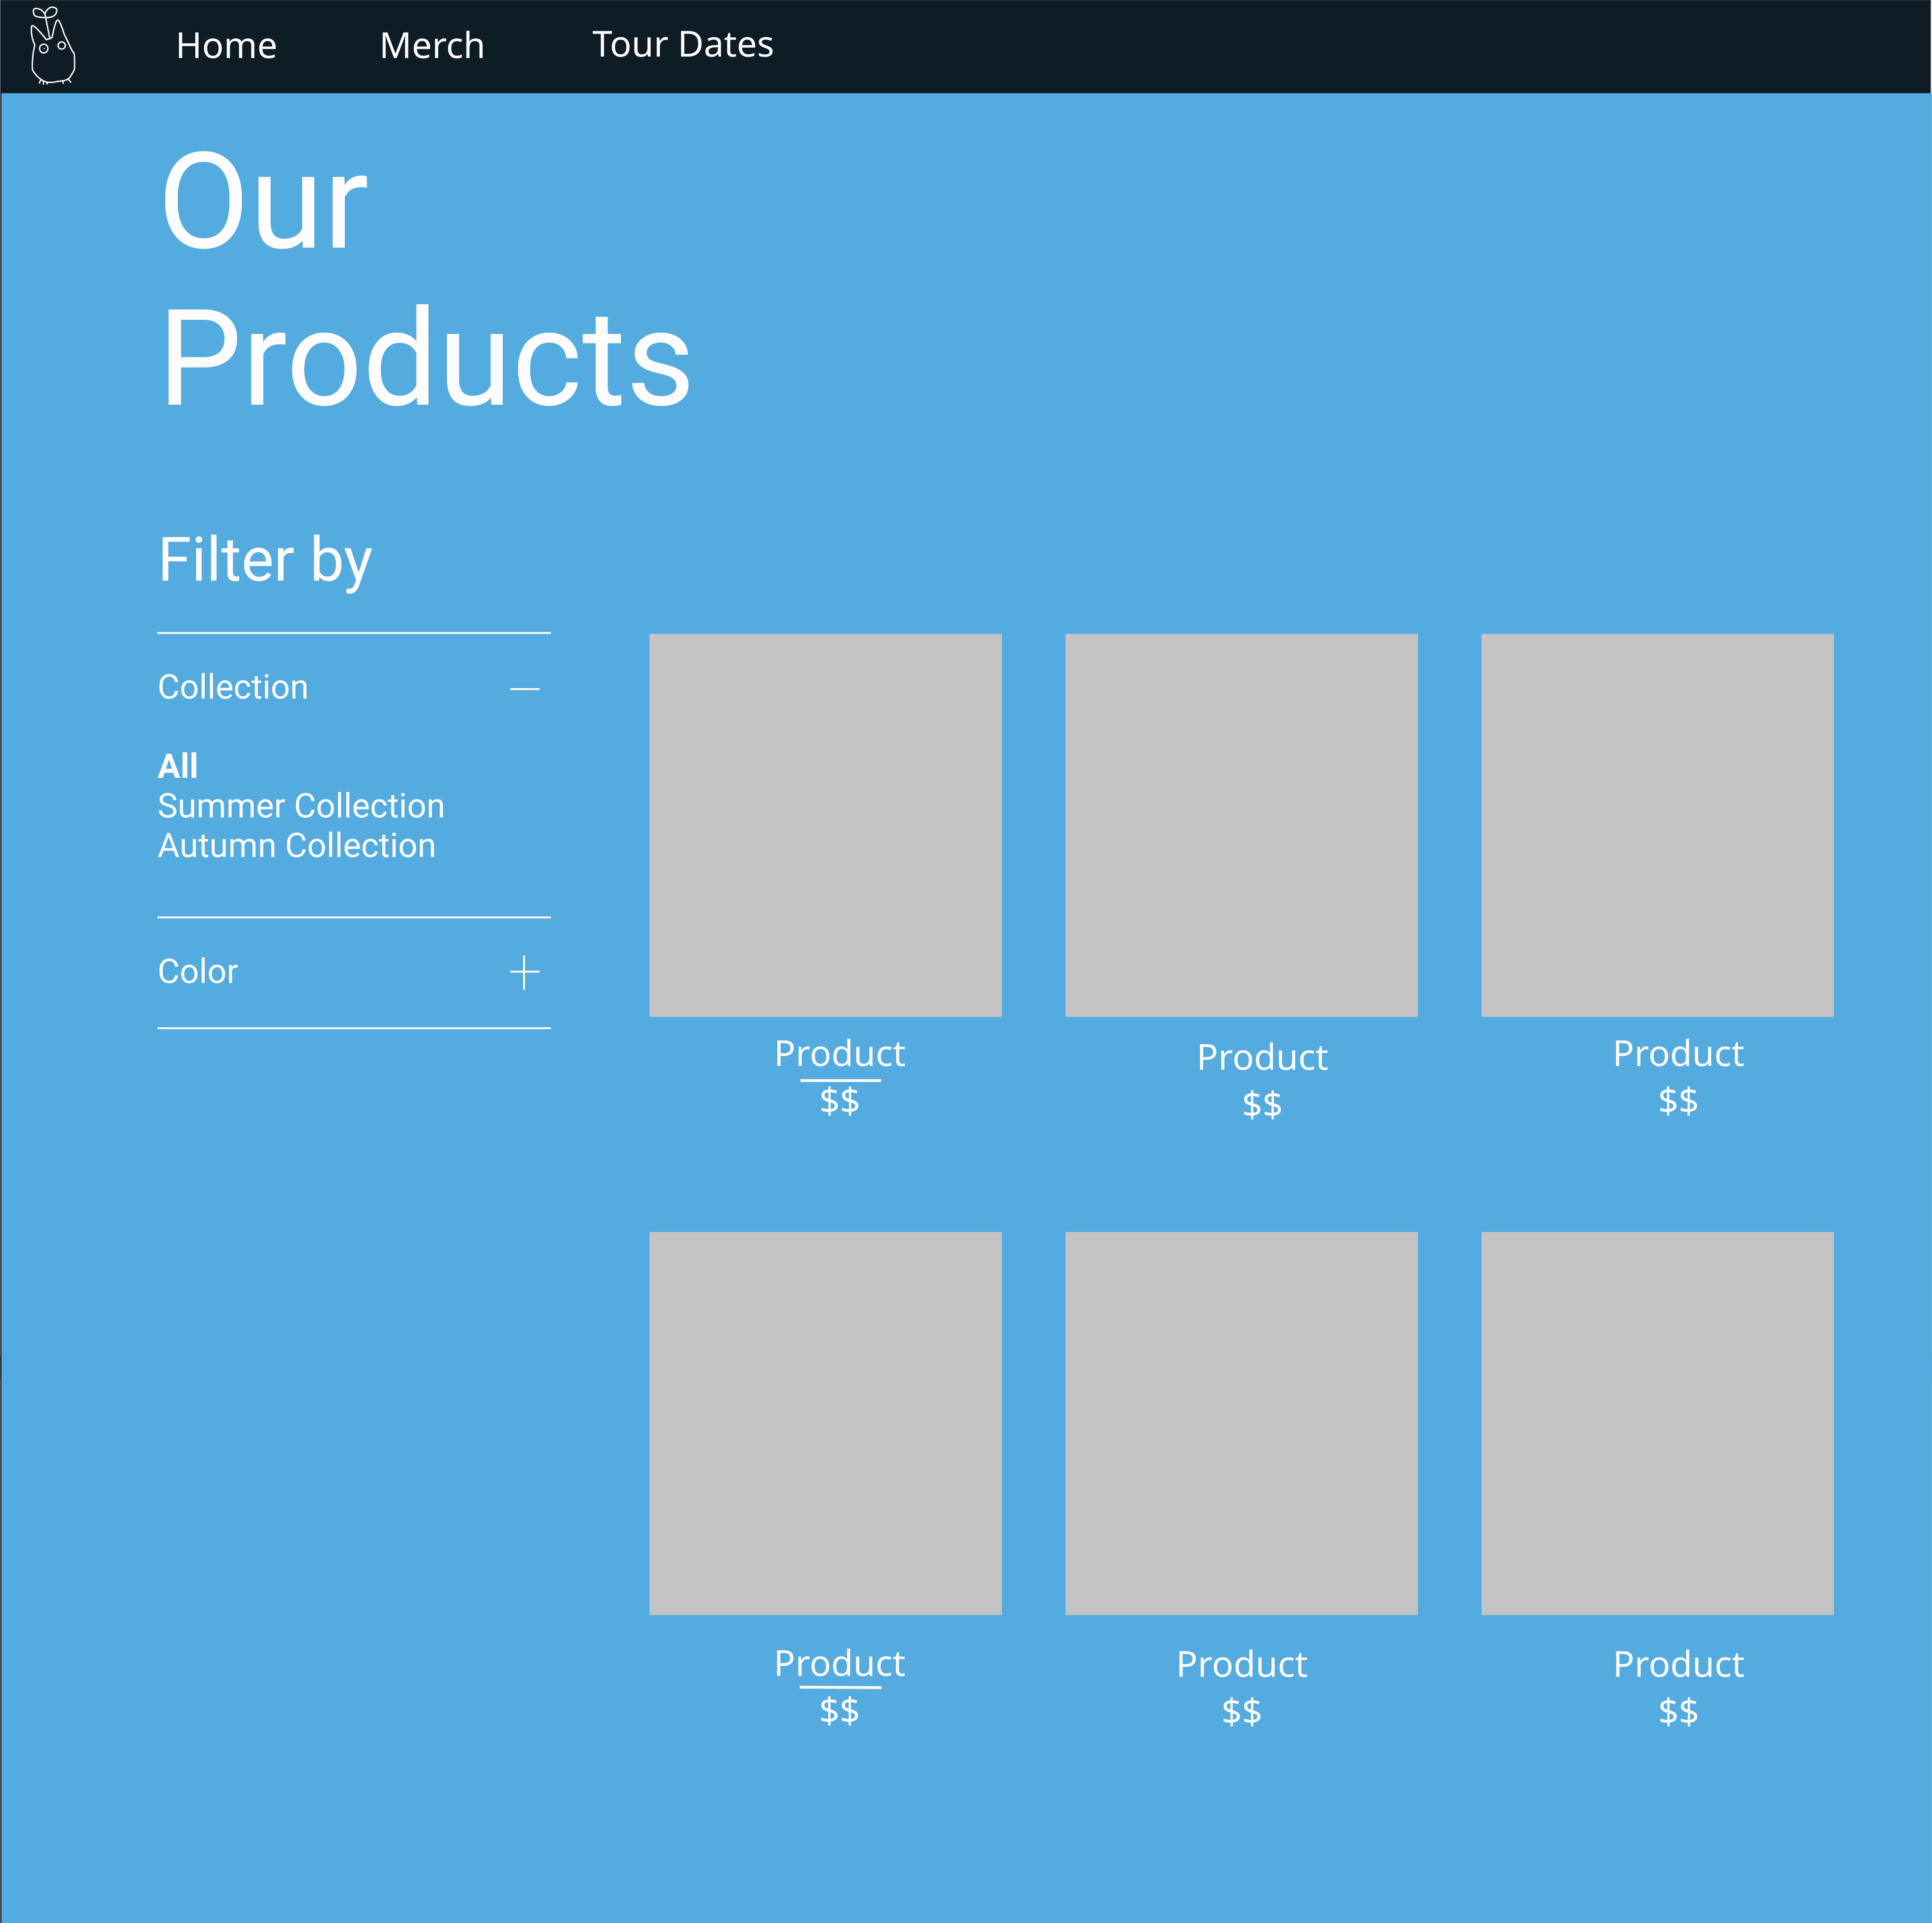 Home Merch Tour Dates
Our
Products
Filter by
Collection
All
Summer Collection
Autumn Collection
Color
Product Product Product
$$ $$ $$
Product Product Product
$$ $$ $$